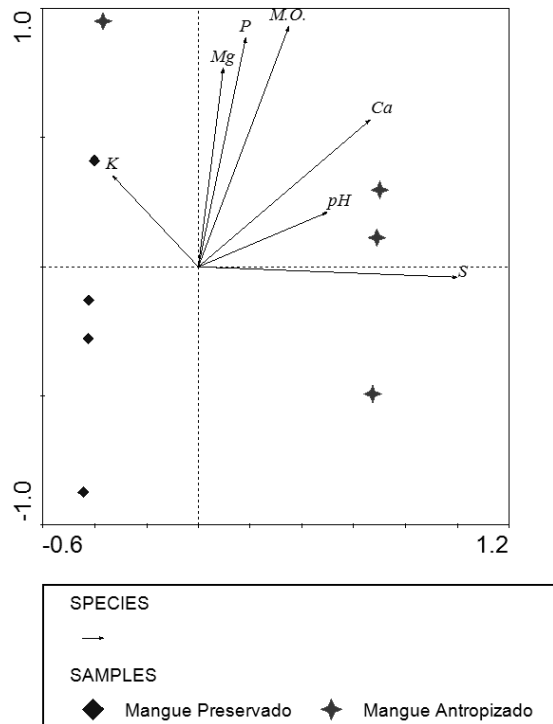 1.0
M.O.
P
Mg
Ca
K
pH
S
-1.0
-0.6
1.2
SPECIES
SAMPLES
Mangue Preservado
Mangue Antropizado